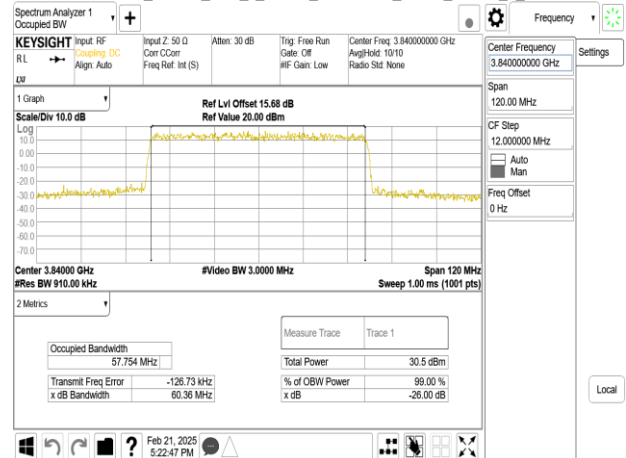 Spectrum Analyzer 1
Occupied BW
Frequency
KEYSIGHT
RL
LXI
Input: RF
Coupling: DC
Align: Auto
Input Z: 50 Ω
Corr CCorr
Freq Ref: Int (S)
Atten: 30 dB
Trig: Free Run
Gate: Off
#IF Gain: Low
Center Freq: 3.840000000 GHz
Avg|Hold: 10/10
Radio Std: None
Center Frequency
3.840000000 GHz
Settings
Span
120.00 MHz
CF Step
12.000000 MHz
Auto
Man
Freq Offset
0 Hz
1 Graph
Scale/Div 10.0 dB
Ref Lvl Offset 15.68 dB
Ref Value 20.00 dBm
Log
10.0
0.00
-10.0
-20.0
-30.0
-40.0
-50.0
-60.0
-70.0
Center 3.84000 GHz
#Video BW 3.0000 MHz
Span 120 MHz
#Res BW 910.00 kHz
Sweep 1.00 ms (1001 pts)
2 Metrics
Measure Trace Trace 1
Occupied Bandwidth
57.754 MHz
Total Power 30.5 dBm
Transmit Freq Error -126.73 kHz
% of OBW Power 99.00 %
x dB Bandwidth 60.36 MHz
x dB -26.00 dB
Local
?
Feb 21, 2025
5:22:47 PM